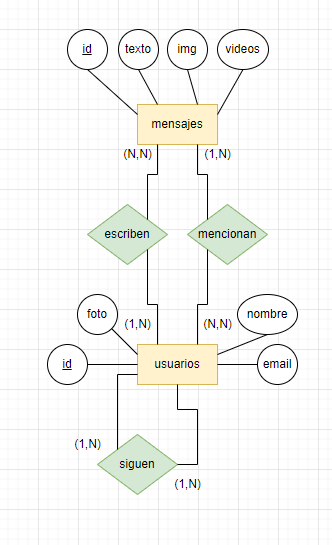 id
texto
img
videos
mensajes
(N,N)
(1,N)
escriben
mencionan
foto
nombre
(1,N)
(N,N)
id
usuarios
email
(1,N)
siguen
(1,N)